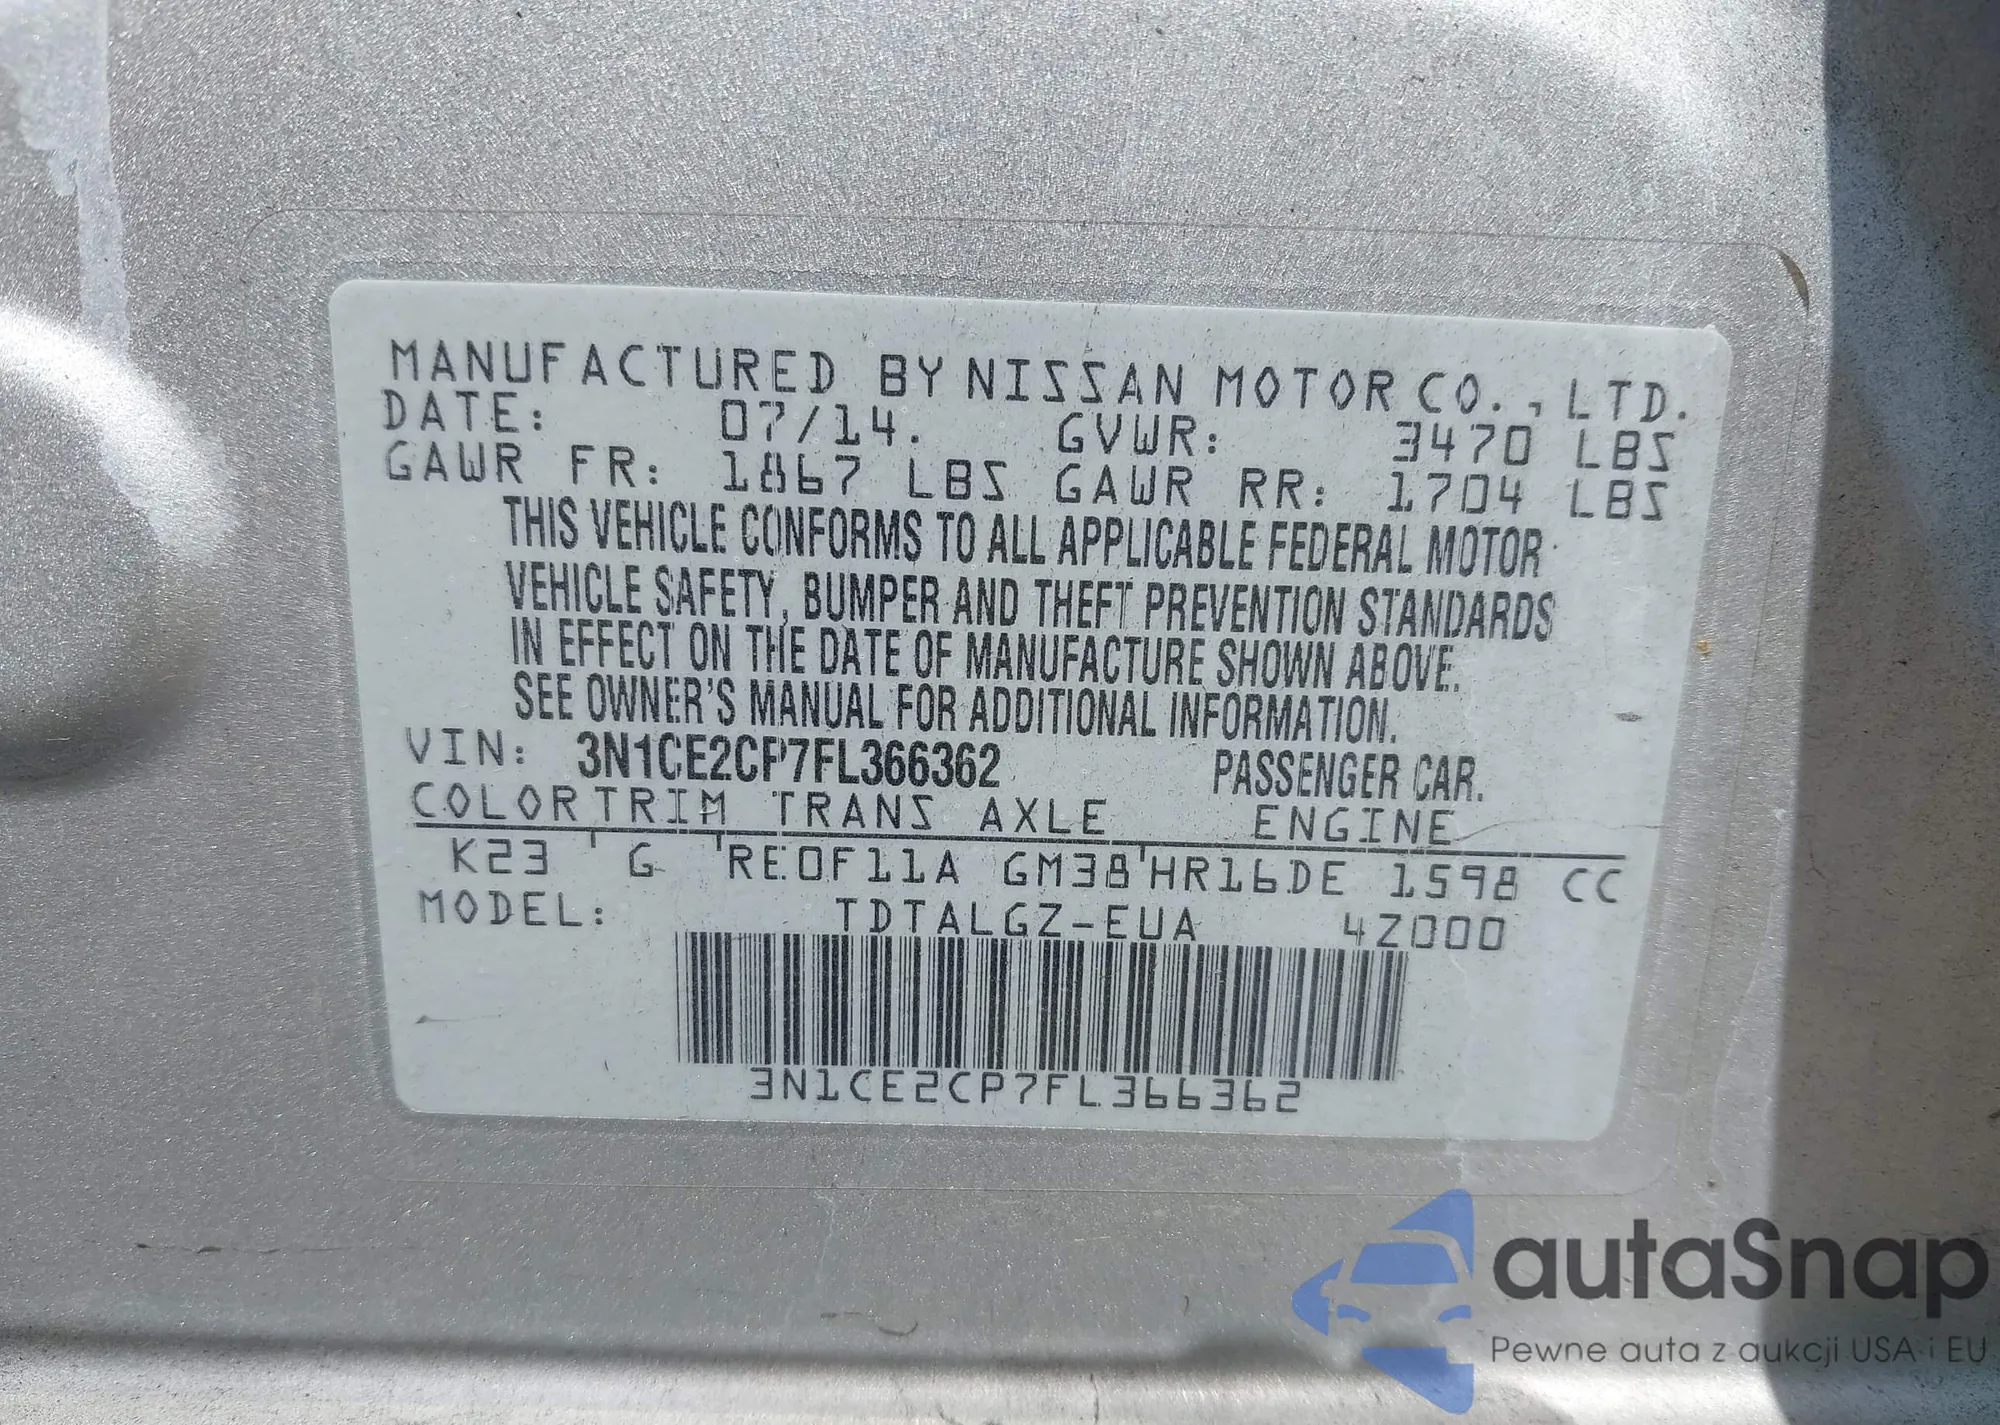 MANUFACTURED BY NISSAN MOTOR CO., LTD.
DATE: 07/14. GVWR: 3470 LBS
GAWR FR: 1867 LBS GAWR RR: 1704 LBS
THIS VEHICLE CONFORMS TO ALL APPLICABLE FEDERAL MOTOR
VEHICLE SAFETY, BUMPER AND THEFT PREVENTION STANDARDS
IN EFFECT ON THE DATE OF MANUFACTURE SHOWN ABOVE.
SEE OWNER'S MANUAL FOR ADDITIONAL INFORMATION.
VIN: 3N1CE2CP7FL366362 PASSENGER CAR.
COLOR TRIM TRANS AXLE ENGINE
K23 ' G ' RE0F11A GM38 ' HR16DE 1598 CC
MODEL: TDTALGZ-EUA 4Z000
3N1CE2CP7FL366362
autaSnap
Pewne auta z aukcji USA i EU